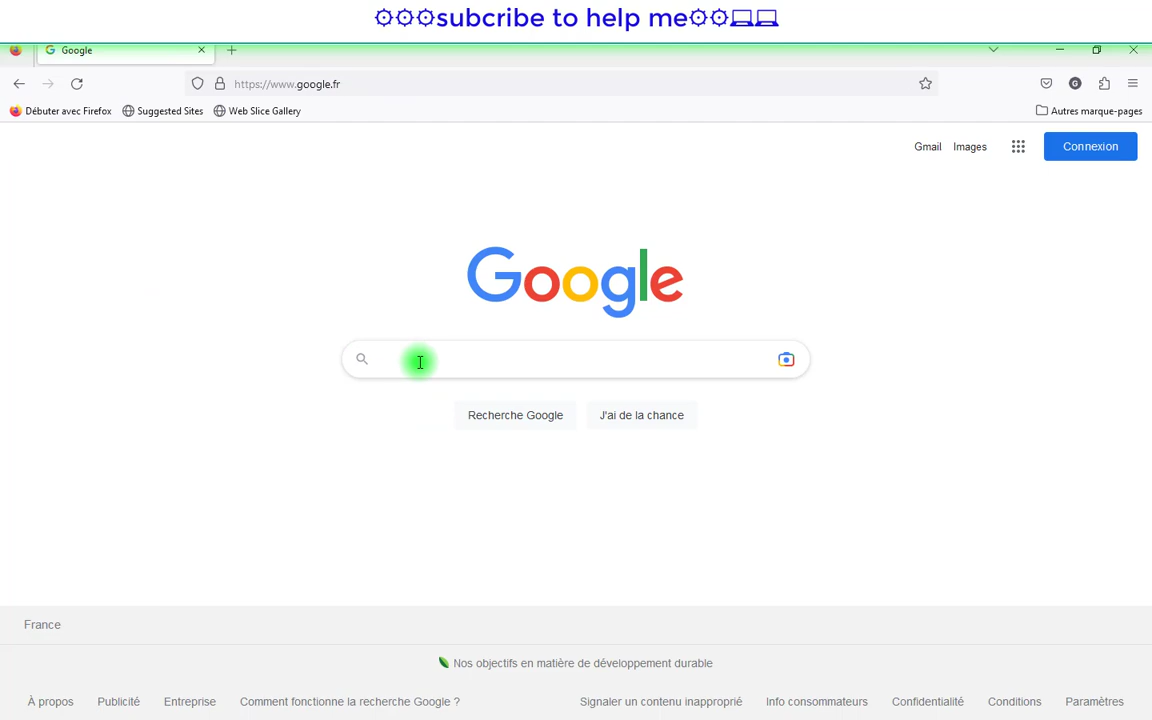 ⚙⚙⚙subcribe to help me⚙⚙💻💻
Google
https://www.google.fr
G
Débuter avec Firefox Suggested Sites Web Slice Gallery Autres marque-pages
Gmail Images Connexion
Google
Recherche Google J'ai de la chance
France
Nos objectifs en matière de développement durable
À propos Publicité Entreprise Comment fonctionne la recherche Google ? Signaler un contenu inapproprié Info consommateurs Confidentialité Conditions Paramètres